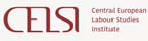 CELSI
Central European
Labour Studies
Institute